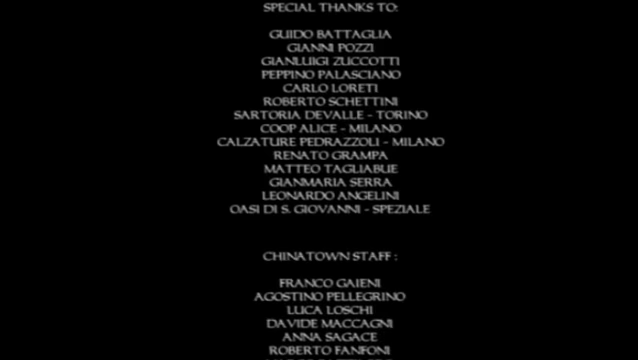 SPECIAL THANKS TO:
GUIDO BATTAGLIA
GIANNI POZZI
GIANLUIGI ZUCCOTTI
PEPPINO PALASCIANO
CARLO LORETI
ROBERTO SCHETTINI
SARTORIA DEVALLE - TORINO
COOP ALICE - MILANO
CALZATURE PEDRAZZOLI - MILANO
RENATO GRAMPA
MATTEO TAGLIABUE
GIANMARIA SERRA
LEONARDO ANGELINI
OASI DI S. GIOVANNI - SPEZIALE
CHINATOWN STAFF :
FRANCO GAIENI
AGOSTINO PELLEGRINO
LUCA LOSCHI
DAVIDE MACCAGNI
ANNA SAGACE
ROBERTO FANFONI